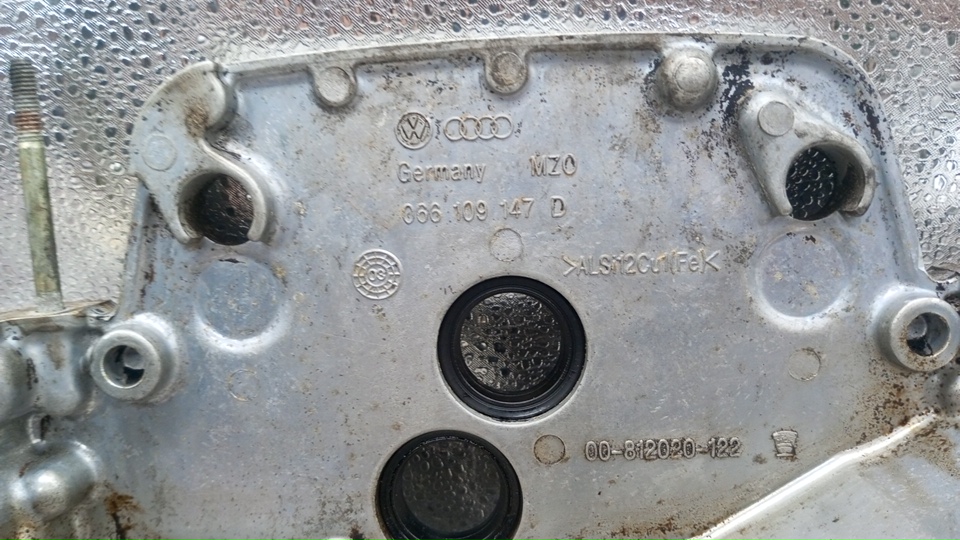 Germany MZO
066 109 147 D
>ALSi12Cu1(Fe)<
00-812020-122